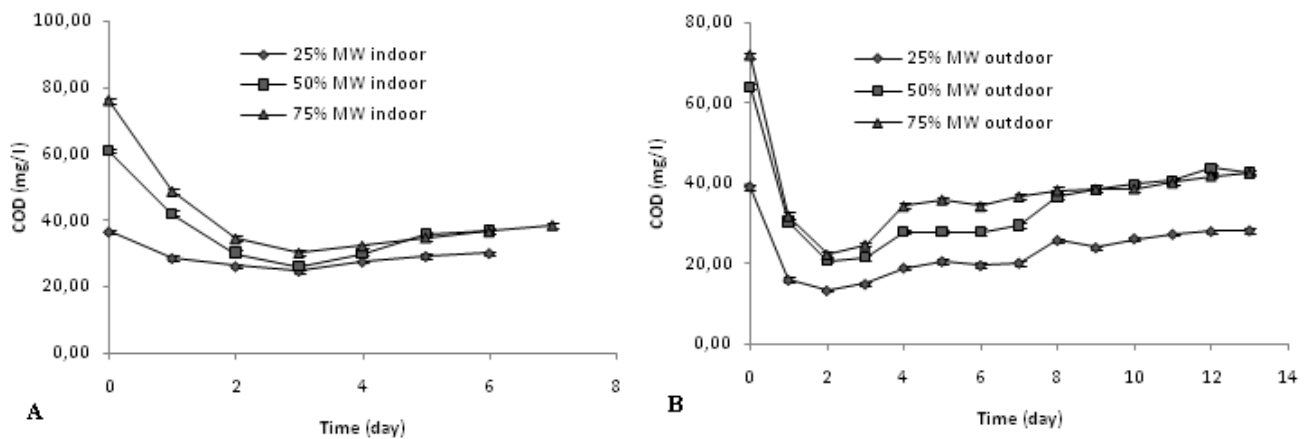 100,00
80,00
60,00
40,00
20,00
0,00
COD (mg/l)
25% MW indoor
50% MW indoor
75% MW indoor
0 2 4 6 8
Time (day)
A
80,00
60,00
40,00
20,00
0,00
COD (mg/l)
25% MW outdoor
50% MW outdoor
75% MW outdoor
0 2 4 6 8 10 12 14
Time (day)
B